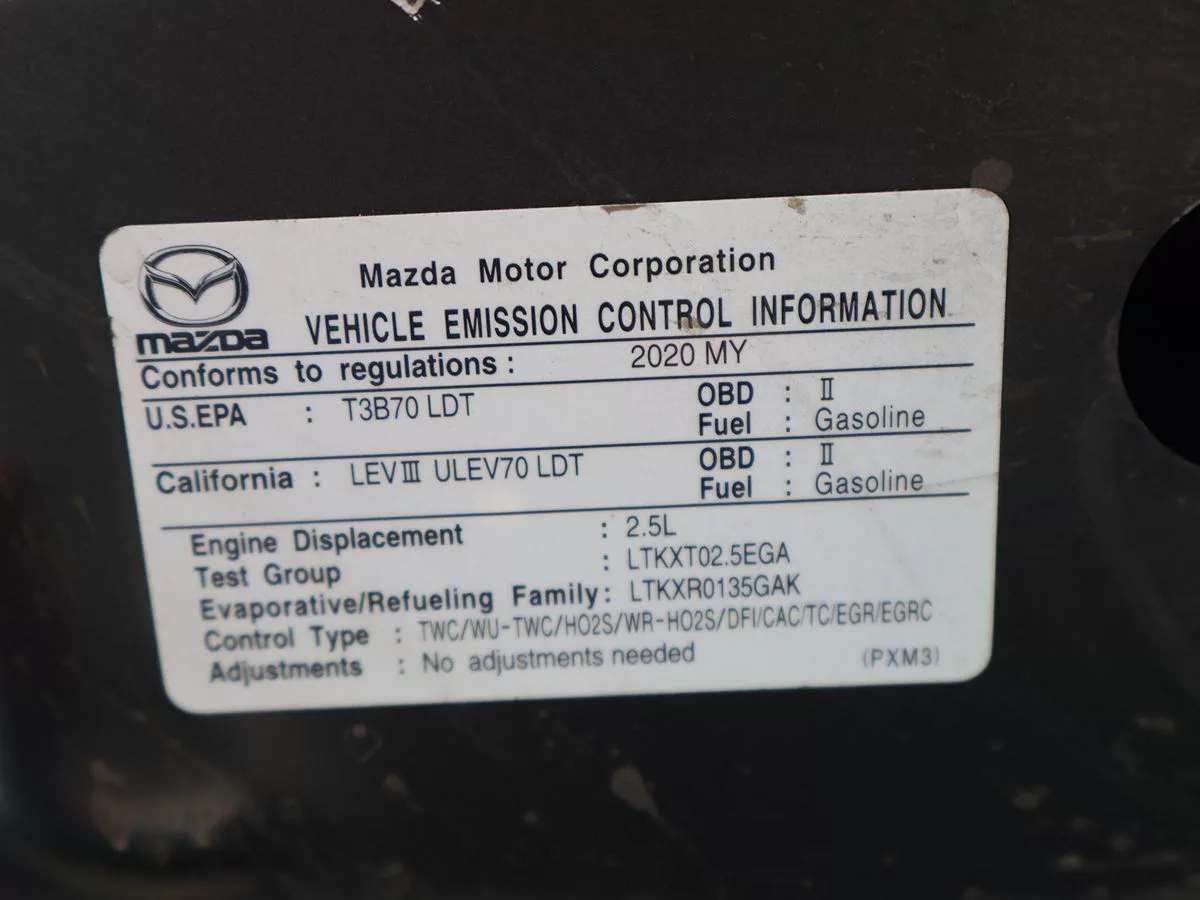 mazda
Mazda Motor Corporation
VEHICLE EMISSION CONTROL INFORMATION
Conforms to regulations : 2020 MY
U.S.EPA : T3B70 LDT OBD : II
Fuel : Gasoline
California : LEVIII ULEV70 LDT OBD : II
Fuel : Gasoline
Engine Displacement : 2.5L
Test Group : LTKXT02.5EGA
Evaporative/Refueling Family: LTKXR0135GAK
Control Type : TWC/WU-TWC/HO2S/WR-HO2S/DFI/CAC/TC/EGR/EGRC
Adjustments : No adjustments needed (PXM3)